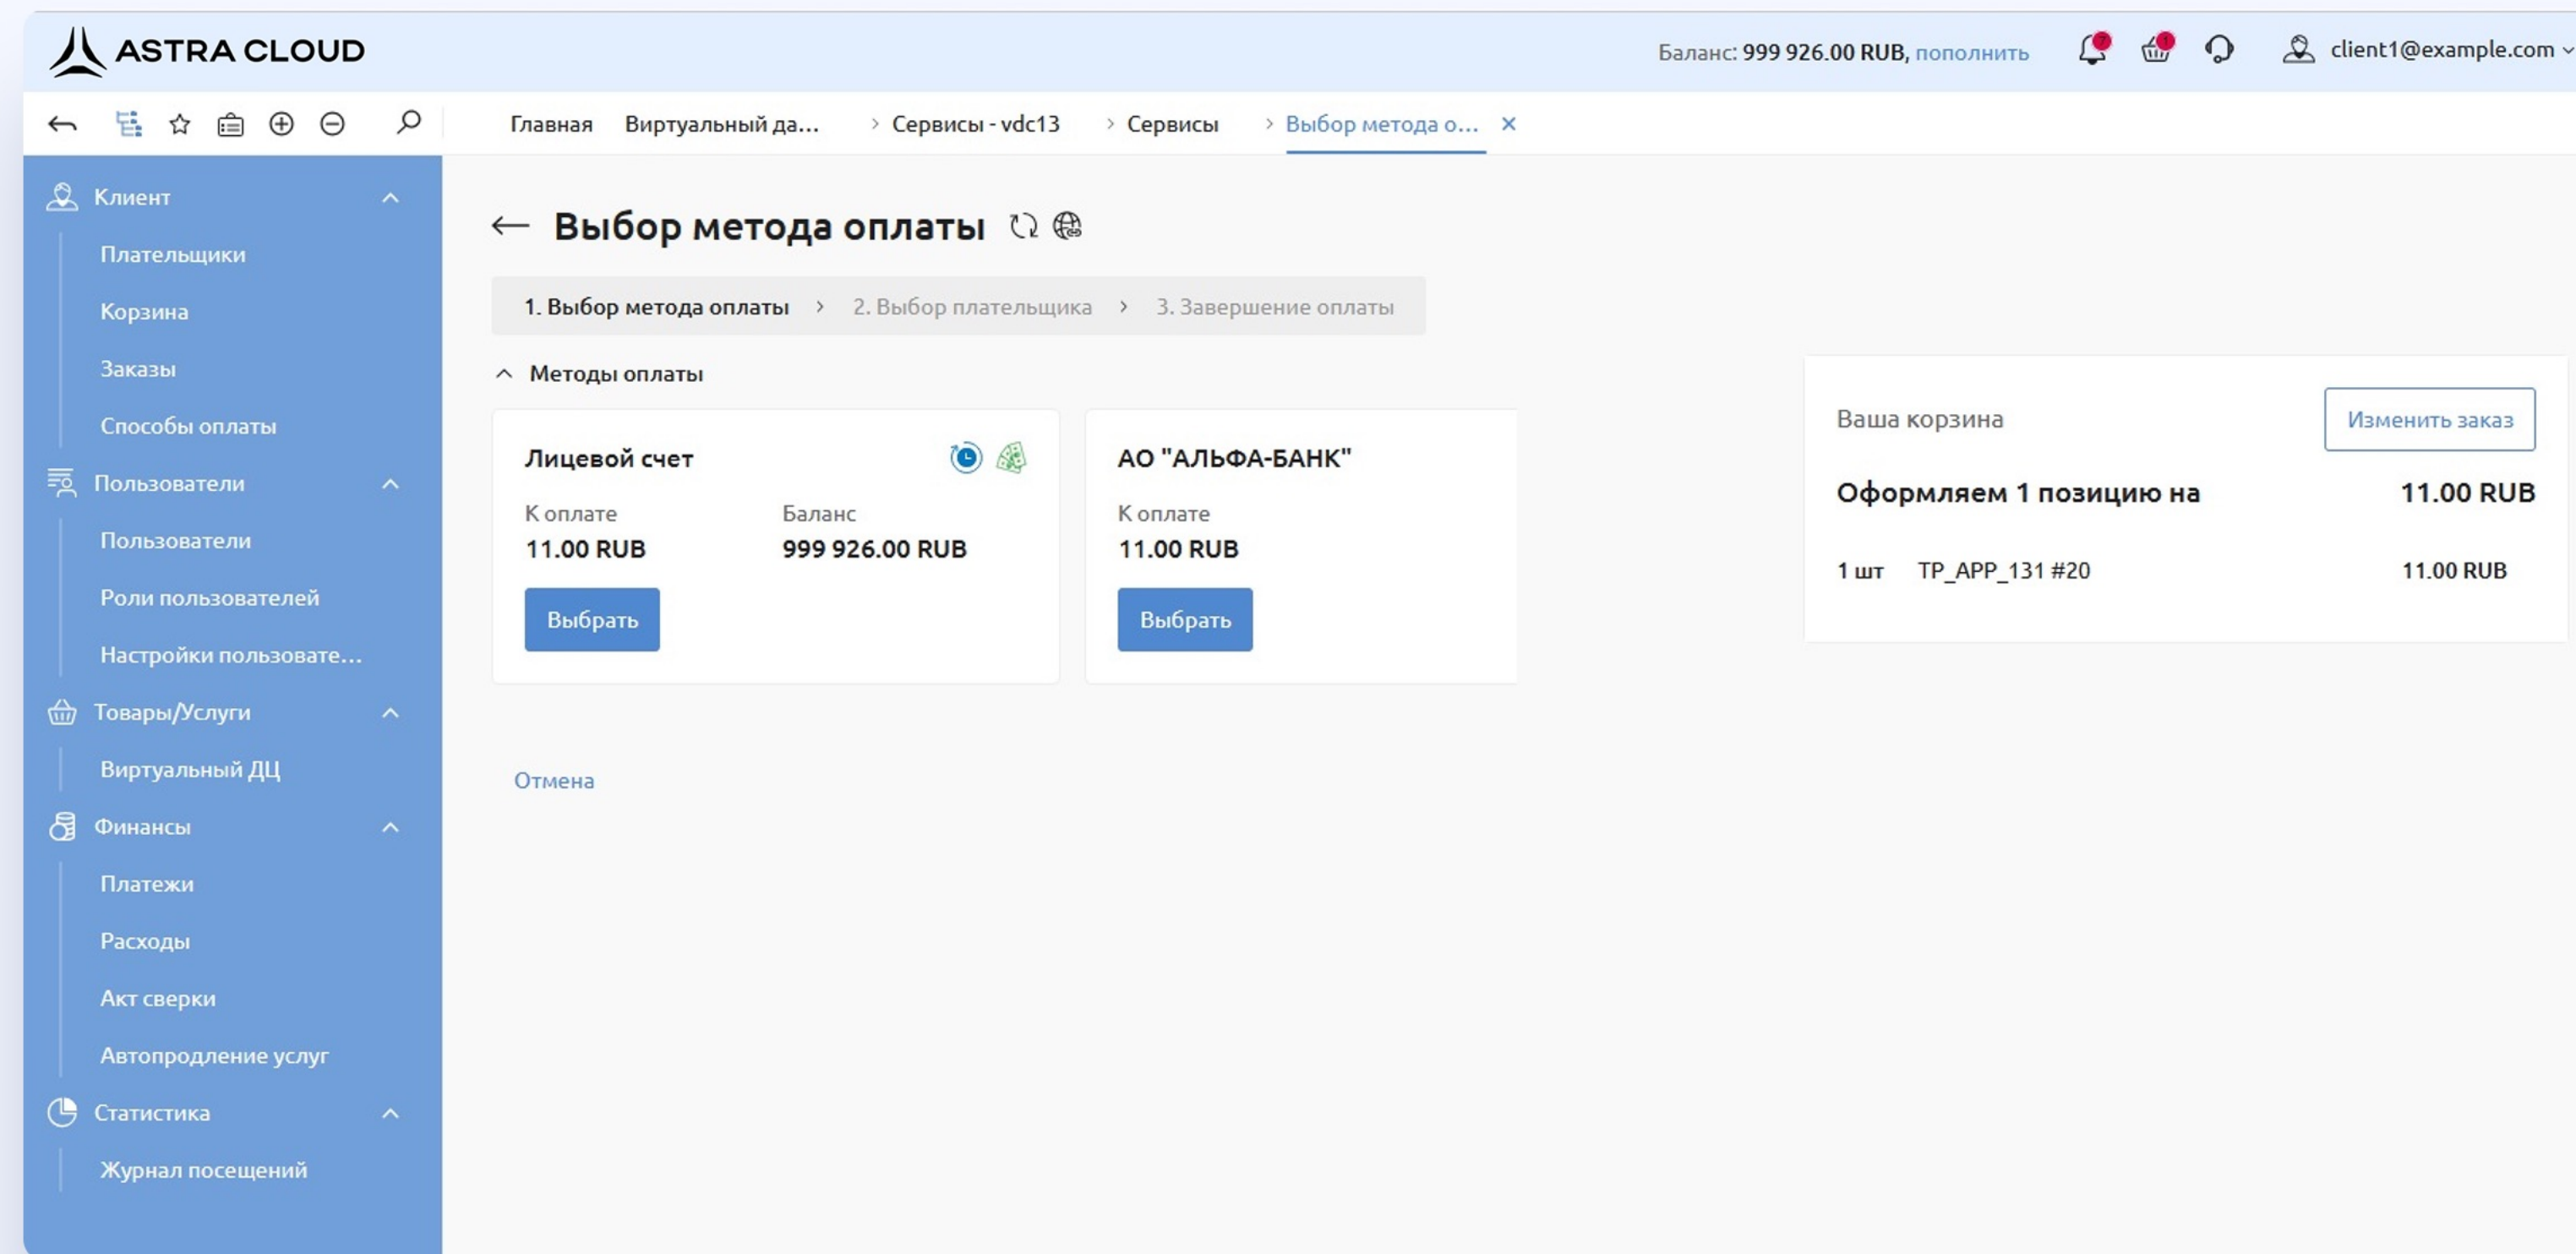 ASTRA CLOUD
Баланс: 999 926.00 RUB, пополнить
7
1
client1@example.com
Главная
Виртуальный да...
Сервисы - vdc13
Сервисы
Выбор метода о...
Клиент
Плательщики
Корзина
Заказы
Способы оплаты
Пользователи
Пользователи
Роли пользователей
Настройки пользовате...
Товары/Услуги
Виртуальный ДЦ
Финансы
Платежи
Расходы
Акт сверки
Автопродление услуг
Статистика
Журнал посещений
Выбор метода оплаты
1. Выбор метода оплаты > 2. Выбор плательщика > 3. Завершение оплаты
Методы оплаты
Лицевой счет
К оплате Баланс
11.00 RUB 999 926.00 RUB
Выбрать
АО "АЛЬФА-БАНК"
К оплате
11.00 RUB
Выбрать
Отмена
Ваша корзина
Изменить заказ
Оформляем 1 позицию на 11.00 RUB
1 шт TP_APP_131 #20 11.00 RUB